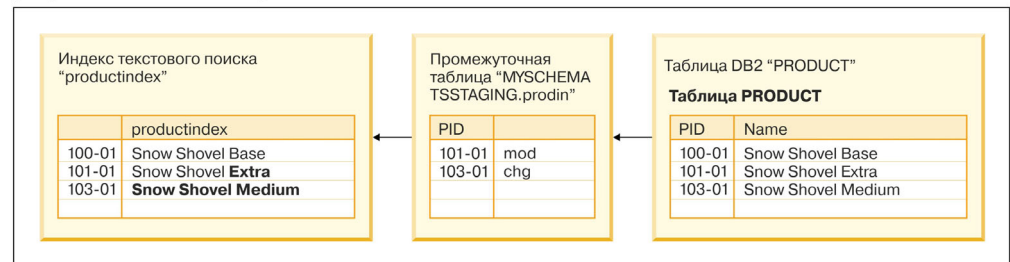 Индекс текстового поиска
“productindex”
productindex
100-01 Snow Shovel Base
101-01 Snow Shovel Extra
103-01 Snow Shovel Medium
Промежуточная
таблица “MYSCHEMA
TSSTAGING.prodin”
PID
101-01 mod
103-01 chg
Таблица DB2 “PRODUCT”
Таблица PRODUCT
PID Name
100-01 Snow Shovel Base
101-01 Snow Shovel Extra
103-01 Snow Shovel Medium